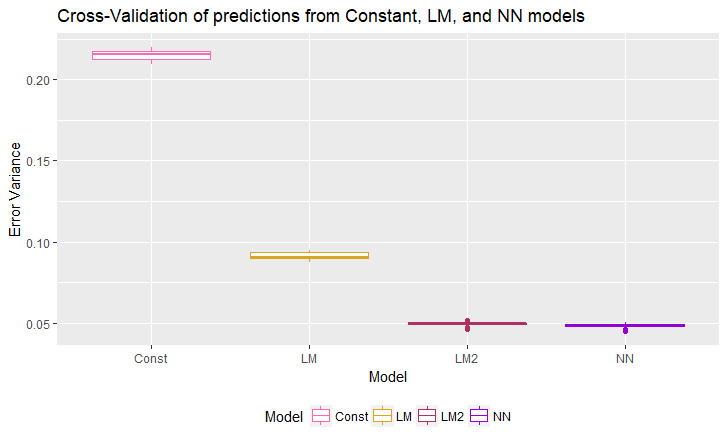 Cross-Validation of predictions from Constant, LM, and NN models
Error Variance
0.20
0.15
0.10
0.05
Const LM LM2 NN
Model
Model Const LM LM2 NN